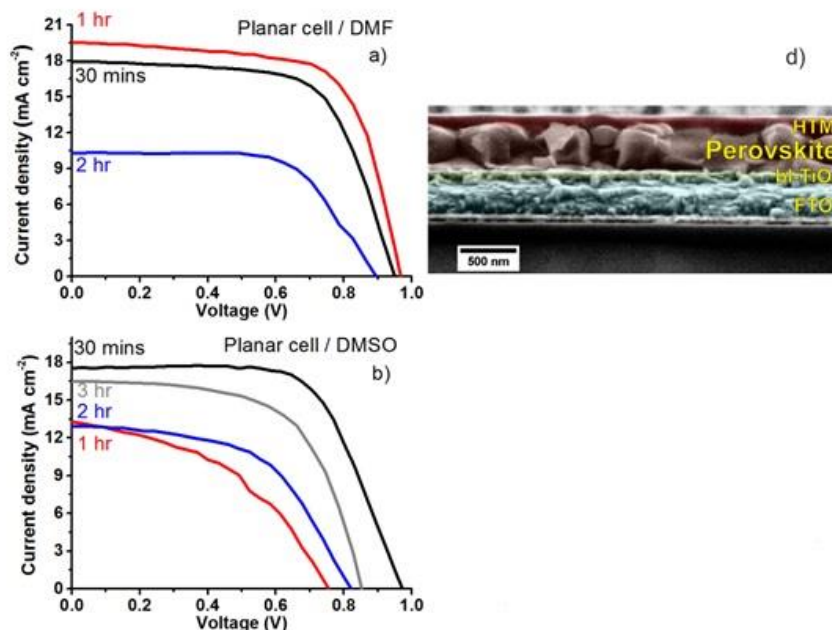 Planar cell / DMF
a)
1 hr
30 mins
2 hr
Current density (mA cm-2)
21
18
15
12
9
6
3
0
0.0 0.2 0.4 0.6 0.8 1.0
Voltage (V)
d)
HTM
Perovskite
bl-TiO
FTO
500 nm
Planar cell / DMSO
b)
30 mins
3 hr
2 hr
1 hr
Current density (mA cm-2)
18
15
12
9
6
3
0
0.0 0.2 0.4 0.6 0.8 1.0
Voltage (V)